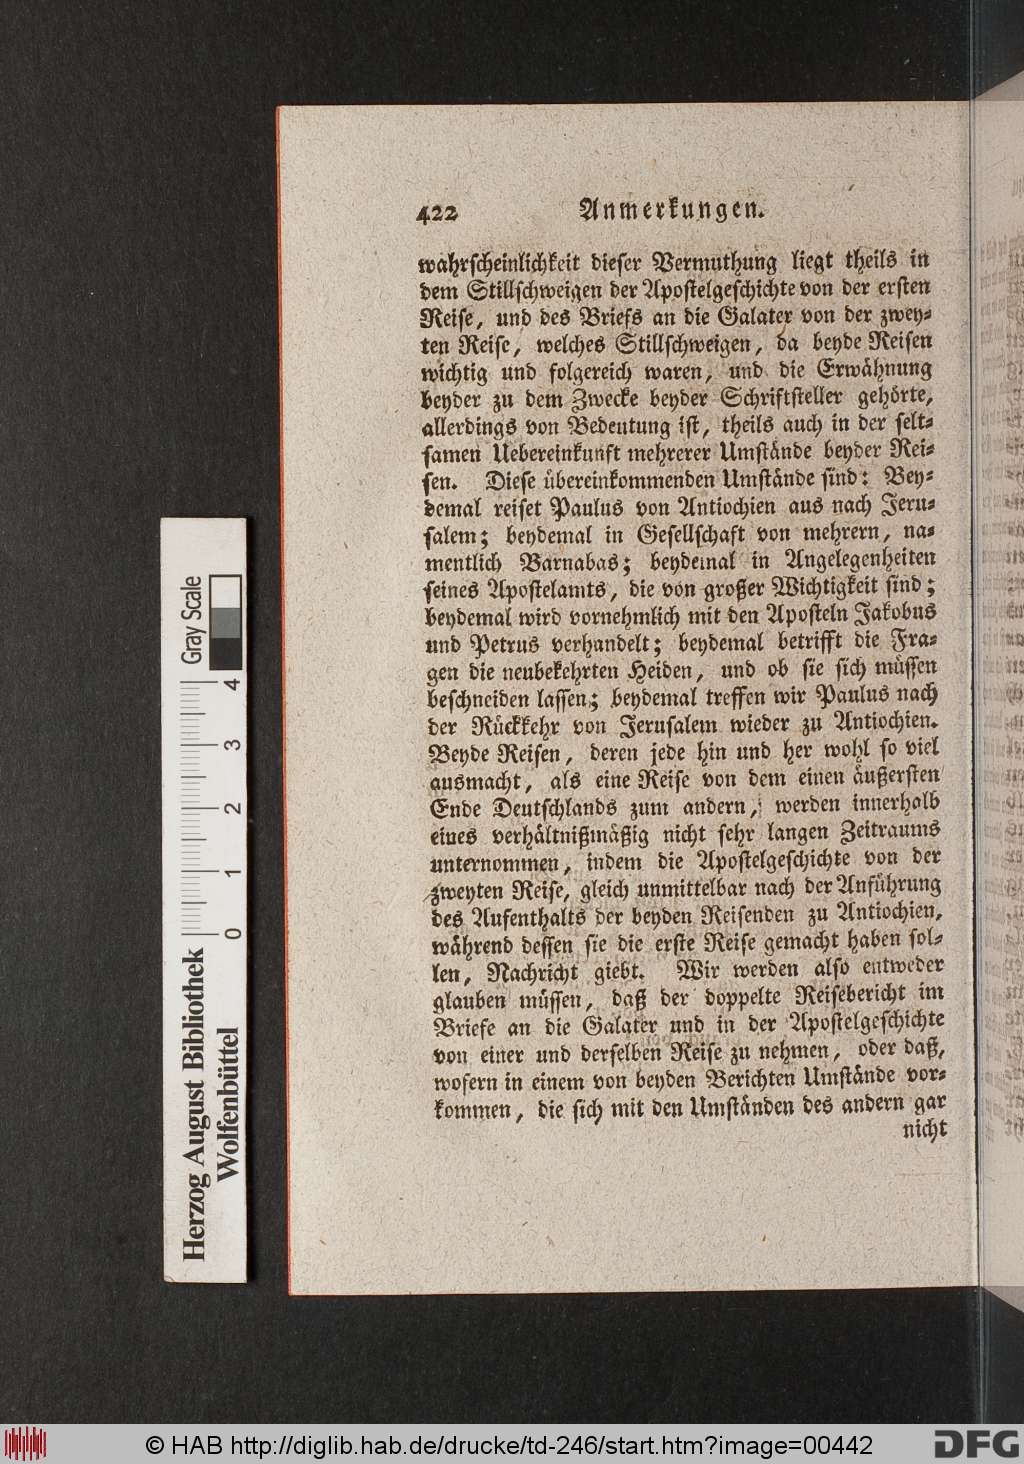 422 Anmerkungen.
wahrscheinlichkeit dieser Vermuthung liegt theils in
dem Stillschweigen der Apostelgeschichte von der ersten
Reise, und des Briefs an die Galater von der zwey-
ten Reise, welches Stillschweigen, da beyde Reisen
wichtig und folgereich waren, und die Erwähnung
beyder zu dem Zwecke beyder Schriftsteller gehörte,
allerdings von Bedeutung ist, theils auch in der selt-
samen Uebereinkunft mehrerer Umstände beyder Rei-
sen. Diese übereinkommenden Umstände sind: Bey-
demal reiset Paulus von Antiochien aus nach Jeru-
salem; beydemal in Gesellschaft von mehrern, na-
mentlich Barnabas; beydemal in Angelegenheiten
seines Apostelamts, die von großer Wichtigkeit sind;
beydemal wird vornehmlich mit den Aposteln Jakobus
und Petrus verhandelt; beydemal betrifft die Fra-
gen die neubekehrten Heiden, und ob sie sich müssen
beschneiden lassen; beydemal treffen wir Paulus nach
der Rückkehr von Jerusalem wieder zu Antiochien.
Beyde Reisen, deren jede hin und her wohl so viel
ausmacht, als eine Reise von dem einen äußersten
Ende Deutschlands zum andern, werden innerhalb
eines verhältnißmäßig nicht sehr langen Zeitraums
unternommen, indem die Apostelgeschichte von der
zweyten Reise, gleich unmittelbar nach der Anführung
des Aufenthalts der beyden Reisenden zu Antiochien,
während dessen sie die erste Reise gemacht haben sol-
len, Nachricht giebt. Wir werden also entweder
glauben müssen, daß der doppelte Reisebericht im
Briefe an die Galater und in der Apostelgeschichte
von einer und derselben Reise zu nehmen, oder daß,
wofern in einem von beyden Berichten Umstände vor-
kommen, die sich mit den Umständen des andern gar
nicht
Herzog August Bibliothek
Wolfenbüttel
0 1 2 3 4
Gray Scale
© HAB http://diglib.hab.de/drucke/td-246/start.htm?image=00442
DFG